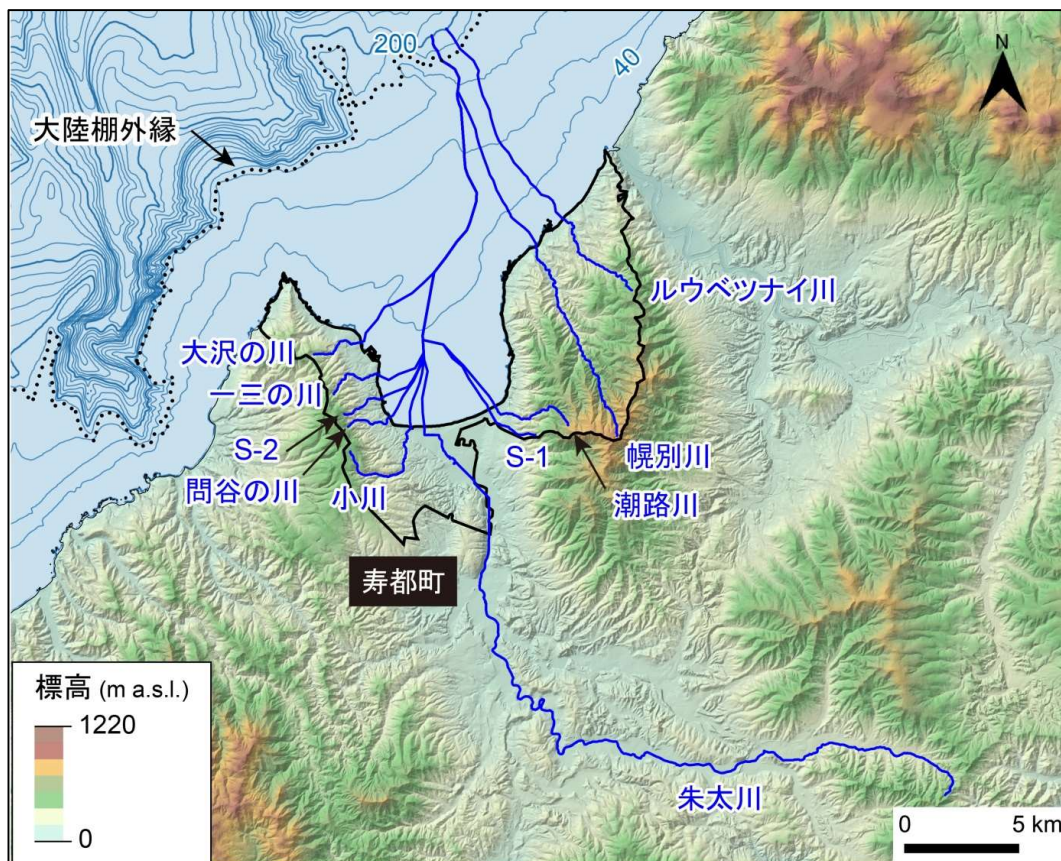 200
40
N
大陸棚外縁
ルウベツナイ川
大沢の川
一三の川
S-2
S-1
幌別川
問谷の川
小川
潮路川
寿都町
標高 (m a.s.l.)
1220
0
朱太川
0
5 km